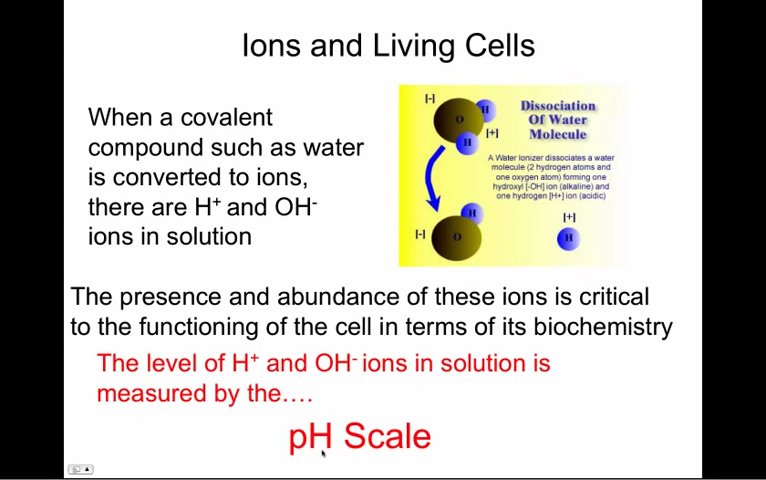 Ions and Living Cells
When a covalent
compound such as water
is converted to ions,
there are H⁺ and OH⁻
ions in solution
[-]
H
O
[+]
H
Dissociation
Of Water
Molecule
A Water Ionizer dissociates a water
molecule (2 hydrogen atoms and
one oxygen atom) forming one
hydroxyl [-OH] ion (alkaline) and
one hydrogen [H+] ion (acidic)
H
[-]
O
[+]
H
The presence and abundance of these ions is critical
to the functioning of the cell in terms of its biochemistry
The level of H⁺ and OH⁻ ions in solution is
measured by the....
pH Scale